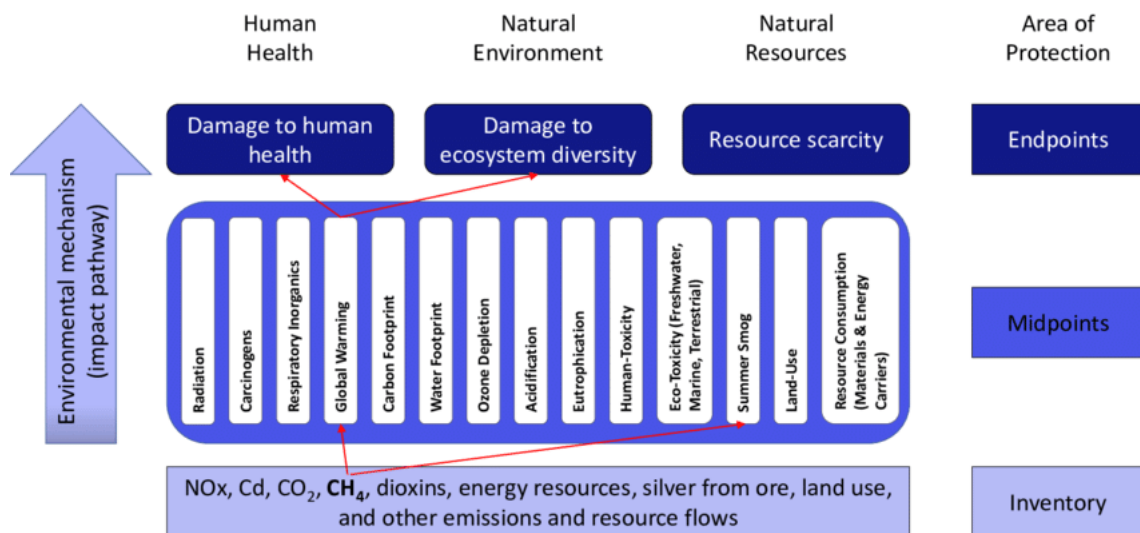 Human
Health
Natural
Environment
Natural
Resources
Area of
Protection
Damage to human
health
Damage to
ecosystem diversity
Resource scarcity
Endpoints
Environmental mechanism
(impact pathway)
Radiation
Carcinogens
Respiratory Inorganics
Global Warming
Carbon Footprint
Water Footprint
Ozone Depletion
Acidification
Eutrophication
Human-Toxicity
Eco-Toxicity (Freshwater,
Marine, Terrestrial)
Summer Smog
Land-Use
Resource Consumption
(Materials & Energy
Carriers)
Midpoints
NOx, Cd, CO₂, CH₄, dioxins, energy resources, silver from ore, land use,
and other emissions and resource flows
Inventory